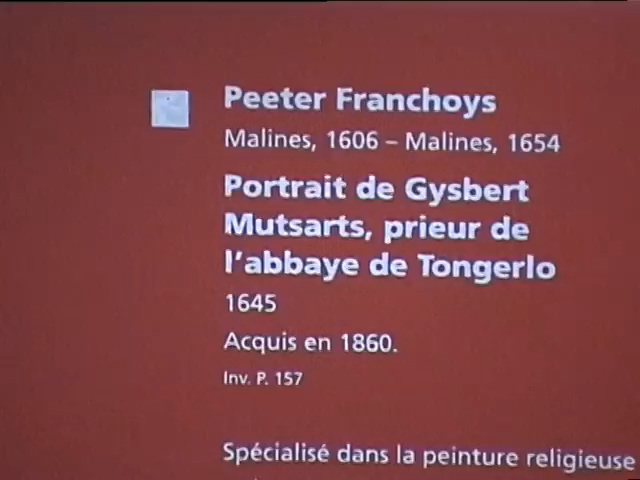 Peeter Franchoys
Malines, 1606 – Malines, 1654
Portrait de Gysbert
Mutsarts, prieur de
l'abbaye de Tongerlo
1645
Acquis en 1860.
Inv. P. 157
Spécialisé dans la peinture religieuse